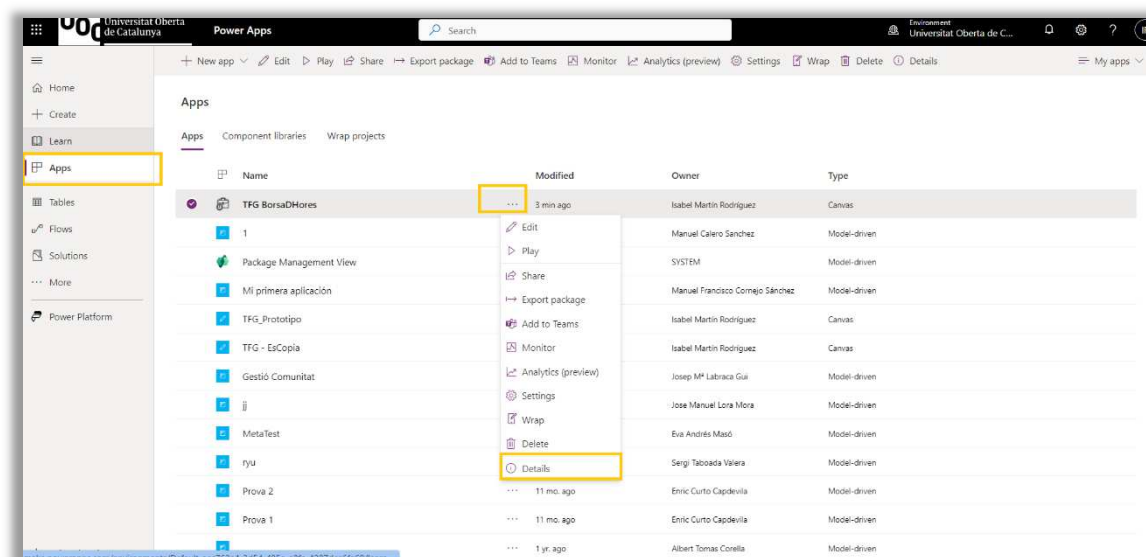 UOC Universitat Oberta
de Catalunya
Power Apps
Search
Environment
Universitat Oberta de C...
?
New app Edit Play Share Export package Add to Teams Monitor Analytics (preview) Settings Wrap Delete Details My apps
Home
Create
Learn
Apps
Tables
Flows
Solutions
More
Power Platform
Apps
Apps Component libraries Wrap projects
Name Modified Owner Type
TFG BorsaDHores ... 3 min ago Isabel Martín Rodríguez Canvas
1 Manuel Calero Sanchez Model-driven
Package Management View SYSTEM Model-driven
Mi primera aplicación Manuel Francisco Cornejo Sánchez Model-driven
TFG_Prototipo Isabel Martín Rodríguez Canvas
TFG - EsCopia Isabel Martín Rodríguez Canvas
Gestió Comunitat Josep Mª Labraca Gui Model-driven
jj Jose Manuel Lora Mora Model-driven
MetaTest Eva Andrés Masó Model-driven
ryu Sergi Taboada Valera Model-driven
Prova 2 ... 11 mo. ago Enric Curto Capdevila Model-driven
Prova 1 ... 11 mo. ago Enric Curto Capdevila Model-driven
... 1 yr. ago Albert Tomas Corella Model-driven
Edit
Play
Share
Export package
Add to Teams
Monitor
Analytics (preview)
Settings
Wrap
Delete
Details